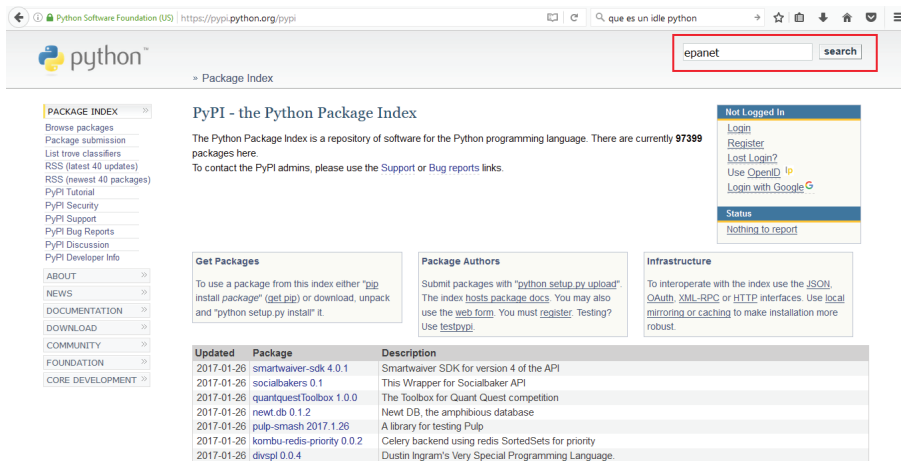 Python Software Foundation (US) https://pypi.python.org/pypi que es un idle python
python™
epanet search
» Package Index
PACKAGE INDEX »
Browse packages
Package submission
List trove classifiers
RSS (latest 40 updates)
RSS (newest 40 packages)
PyPI Tutorial
PyPI Security
PyPI Support
PyPI Bug Reports
PyPI Discussion
PyPI Developer Info
ABOUT »
NEWS »
DOCUMENTATION »
DOWNLOAD »
COMMUNITY »
FOUNDATION »
CORE DEVELOPMENT »
PyPI - the Python Package Index
The Python Package Index is a repository of software for the Python programming language. There are currently 97399
packages here.
To contact the PyPI admins, please use the Support or Bug reports links.
Not Logged In
Login
Register
Lost Login?
Use OpenID
Login with Google
Status
Nothing to report
Get Packages
To use a package from this index either "pip
install package" (get pip) or download, unpack
and "python setup.py install" it.
Package Authors
Submit packages with "python setup.py upload".
The index hosts package docs. You may also
use the web form. You must register. Testing?
Use testpypi.
Infrastructure
To interoperate with the index use the JSON,
OAuth, XML-RPC or HTTP interfaces. Use local
mirroring or caching to make installation more
robust.
Updated Package Description
2017-01-26 smartwaiver-sdk 4.0.1 Smartwaiver SDK for version 4 of the API
2017-01-26 socialbakers 0.1 This Wrapper for Socialbaker API
2017-01-26 quantquestToolbox 1.0.0 The Toolbox for Quant Quest competition
2017-01-26 newt.db 0.1.2 Newt DB, the amphibious database
2017-01-26 pulp-smash 2017.1.26 A library for testing Pulp
2017-01-26 kombu-redis-priority 0.0.2 Celery backend using redis SortedSets for priority
2017-01-26 divspl 0.0.4 Dustin Ingram's Very Special Programming Language.